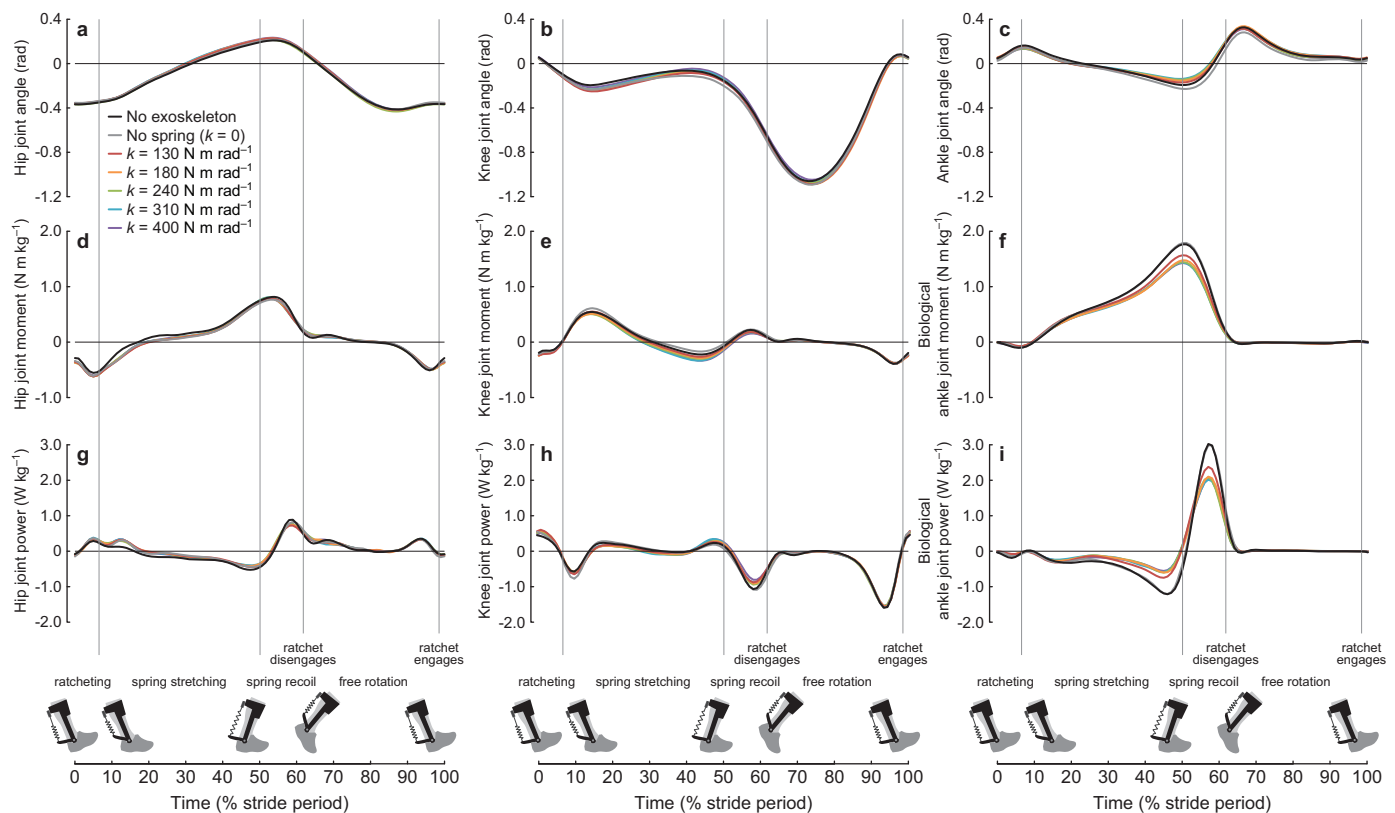 a
Hip joint angle (rad)
0.4
0
-0.4
-0.8
-1.2
No exoskeleton
No spring (k = 0)
k = 130 N m rad⁻¹
k = 180 N m rad⁻¹
k = 240 N m rad⁻¹
k = 310 N m rad⁻¹
k = 400 N m rad⁻¹
b
Knee joint angle (rad)
0.4
0
-0.4
-0.8
-1.2
c
Ankle joint angle (rad)
0.4
0
-0.4
-0.8
-1.2
d
Hip joint moment (N m kg⁻¹)
2.0
1.0
0
-1.0
e
Knee joint moment (N m kg⁻¹)
2.0
1.0
0
-1.0
f
Biological
ankle joint moment (N m kg⁻¹)
2.0
1.0
0
-1.0
g
Hip joint power (W kg⁻¹)
3.0
2.0
1.0
0
-1.0
-2.0
h
Knee joint power (W kg⁻¹)
3.0
2.0
1.0
0
-1.0
-2.0
i
Biological
ankle joint power (W kg⁻¹)
3.0
2.0
1.0
0
-1.0
-2.0
ratchet
disengages
ratchet
engages
ratcheting spring stretching spring recoil free rotation
0 10 20 30 40 50 60 70 80 90 100
Time (% stride period)
ratchet
disengages
ratchet
engages
ratcheting spring stretching spring recoil free rotation
0 10 20 30 40 50 60 70 80 90 100
Time (% stride period)
ratchet
disengages
ratchet
engages
ratcheting spring stretching spring recoil free rotation
0 10 20 30 40 50 60 70 80 90 100
Time (% stride period)